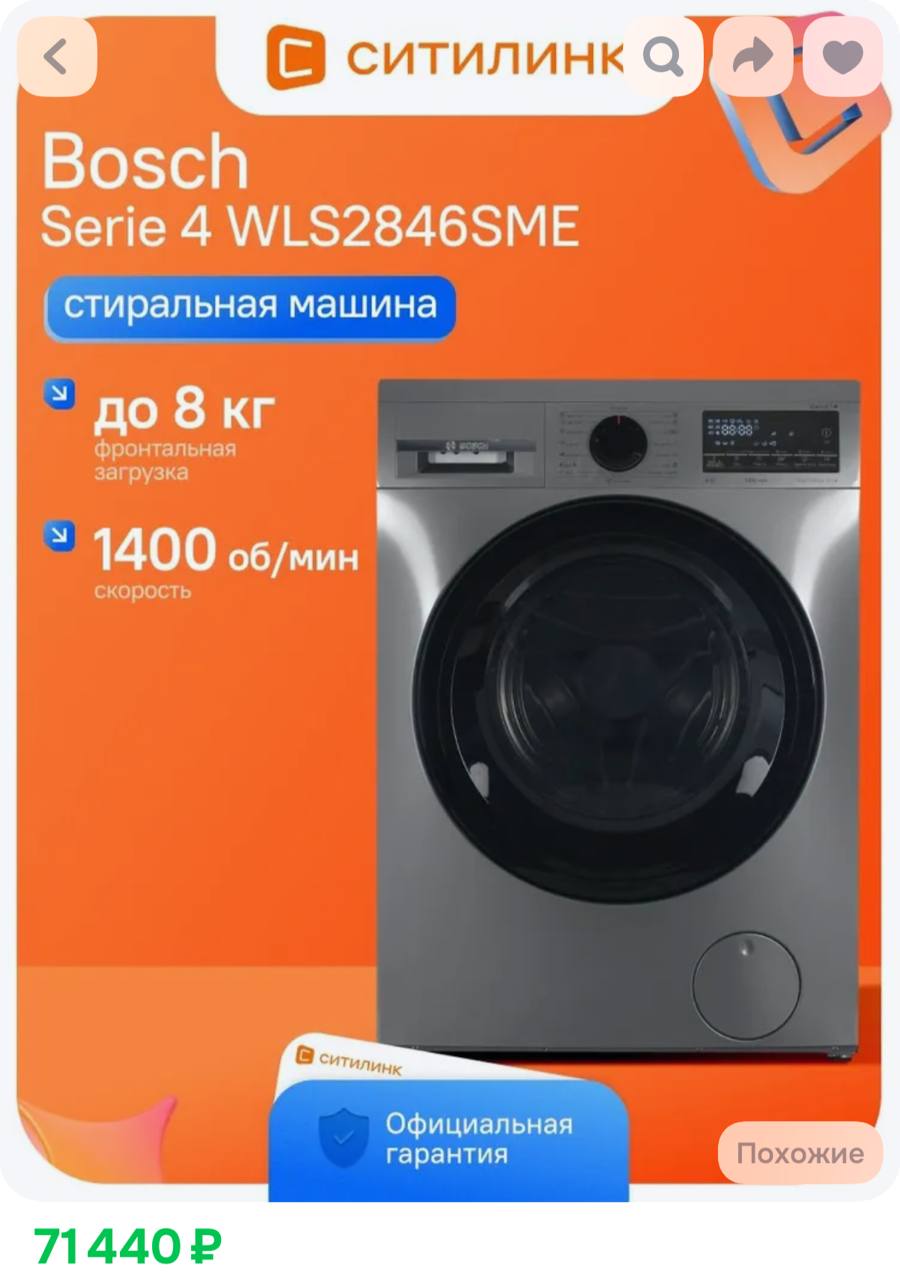 СИТИЛИНК
Bosch
Serie 4 WLS2846SME
стиральная машина
до 8 кг
фронтальная
загрузка
1400 об/мин
скорость
BOSCH
СИТИЛИНК
Официальная
гарантия
Похожие
71 440 ₽